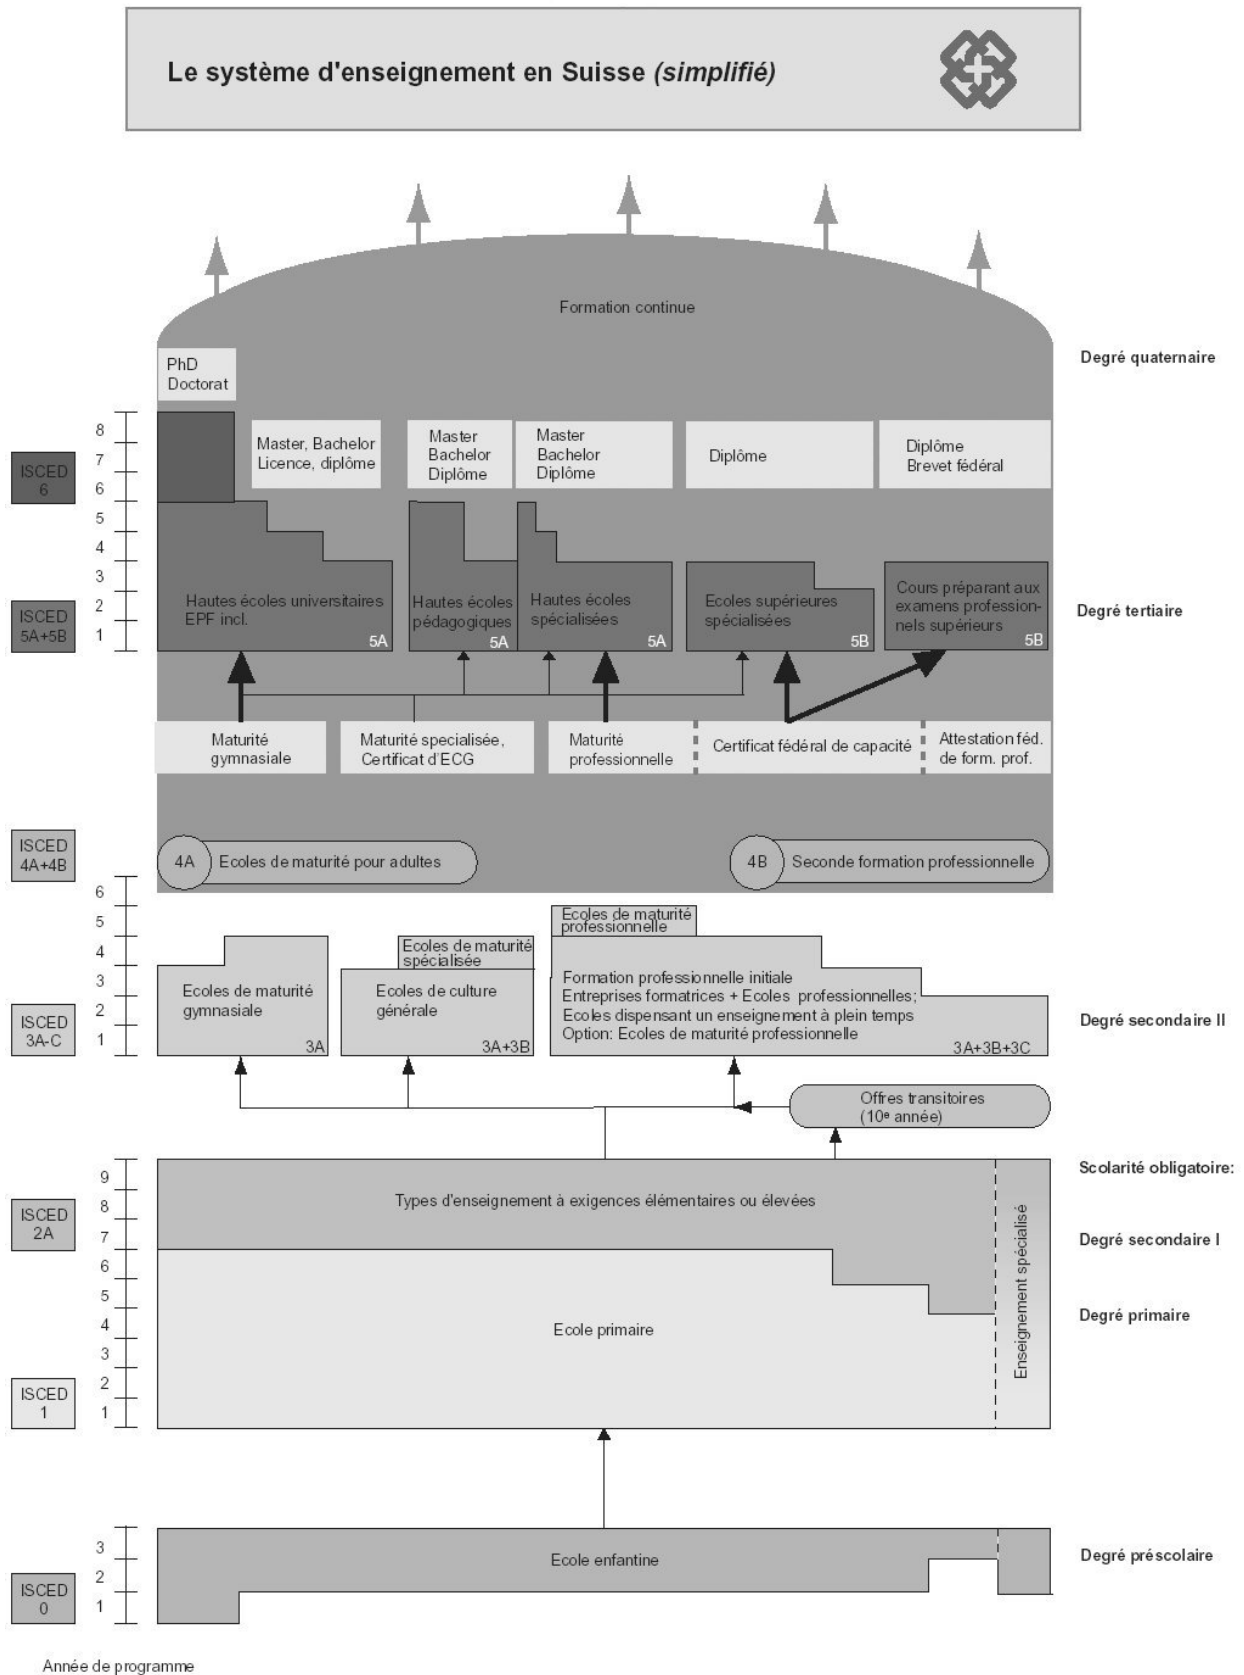 Le système d'enseignement en Suisse (simplifié)
Formation continue
Degré quaternaire
PhD
Doctorat
Master, Bachelor
Licence, diplôme
Master
Bachelor
Diplôme
Master
Bachelor
Diplôme
Diplôme
Diplôme
Brevet fédéral
8
7
6
5
4
3
2
1
ISCED
6
ISCED
5A+5B
Hautes écoles universitaires
EPF incl.
5A
Hautes écoles
pédagogiques
5A
Hautes écoles
spécialisées
5A
Ecoles supérieures
spécialisées
5B
Cours préparant aux
examens profession-
nels supérieurs
5B
Degré tertiaire
Maturité
gymnasiale
Maturité specialisée,
Certificat d'ECG
Maturité
professionnelle
Certificat fédéral de capacité
Attestation féd.
de form. prof.
ISCED
4A+4B
4A
Ecoles de maturité pour adultes
4B
Seconde formation professionnelle
6
5
4
3
2
1
ISCED
3A-C
Ecoles de maturité
gymnasiale
3A
Ecoles de maturité
spécialisée
Ecoles de culture
générale
3A+3B
Ecoles de maturité
professionnelle
Formation professionnelle initiale
Entreprises formatrices + Ecoles professionnelles;
Ecoles dispensant un enseignement à plein temps
Option: Ecoles de maturité professionnelle
3A+3B+3C
Degré secondaire II
Offres transitoires
(10e année)
Scolarité obligatoire:
9
8
7
6
5
4
3
2
1
ISCED
2A
Types d'enseignement à exigences élémentaires ou élevées
Degré secondaire I
Ecole primaire
Enseignement spécialisé
Degré primaire
ISCED
1
3
2
1
Ecole enfantine
Degré préscolaire
ISCED
0
Année de programme